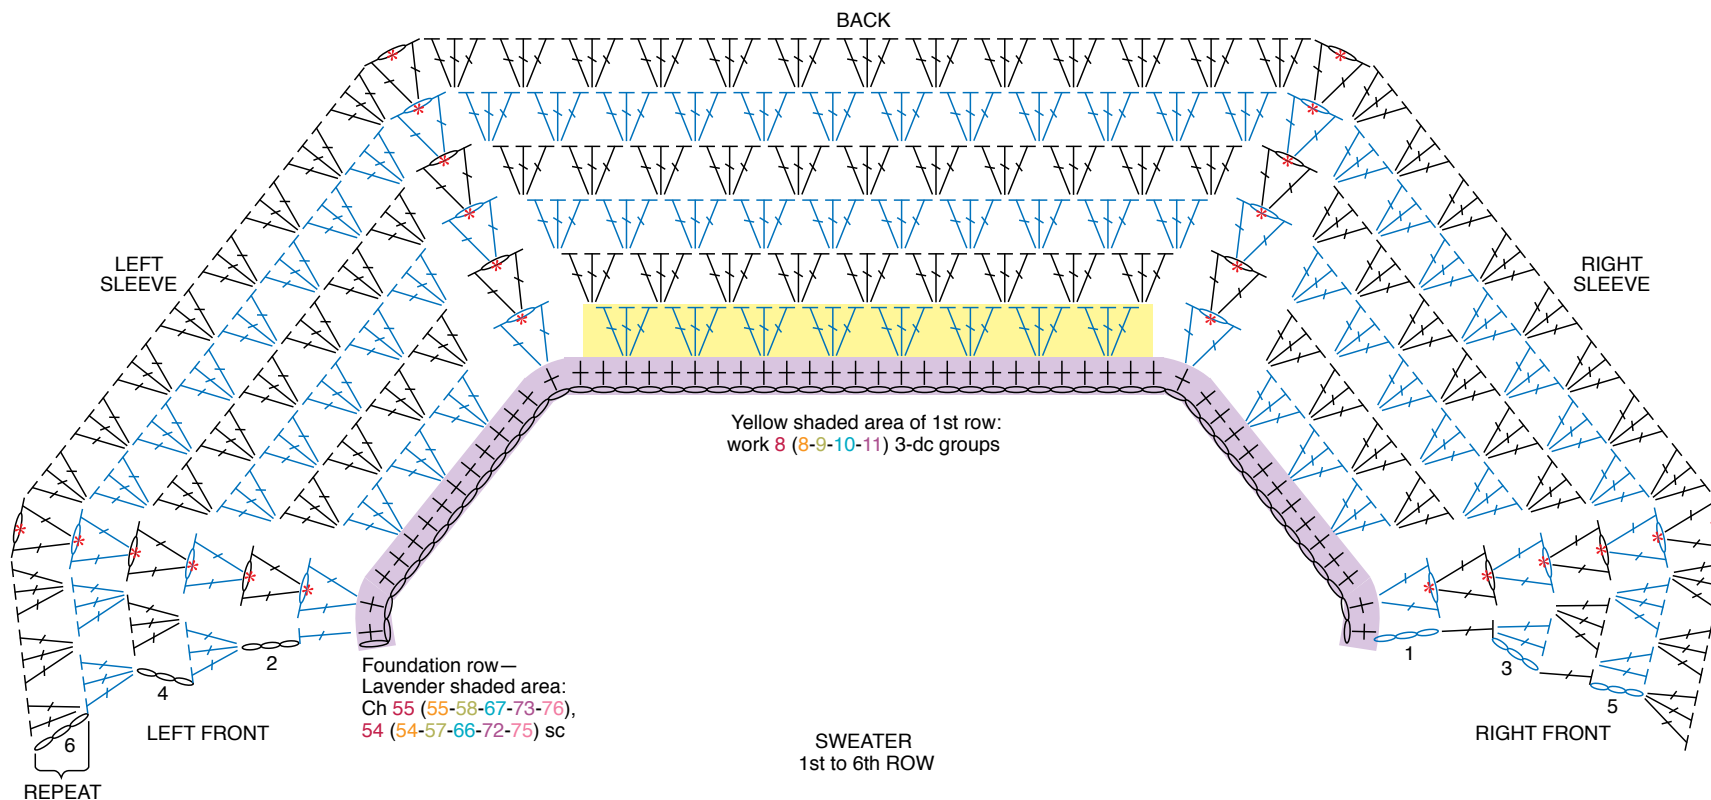 BACK
LEFT
SLEEVE
RIGHT
SLEEVE
Yellow shaded area of 1st row:
work 8 (8-9-10-11) 3-dc groups
1
2
3
4
5
6
Foundation row—
Lavender shaded area:
Ch 55 (55-58-67-73-76),
54 (54-57-66-72-75) sc
LEFT FRONT
RIGHT FRONT
SWEATER
1st to 6th ROW
REPEAT